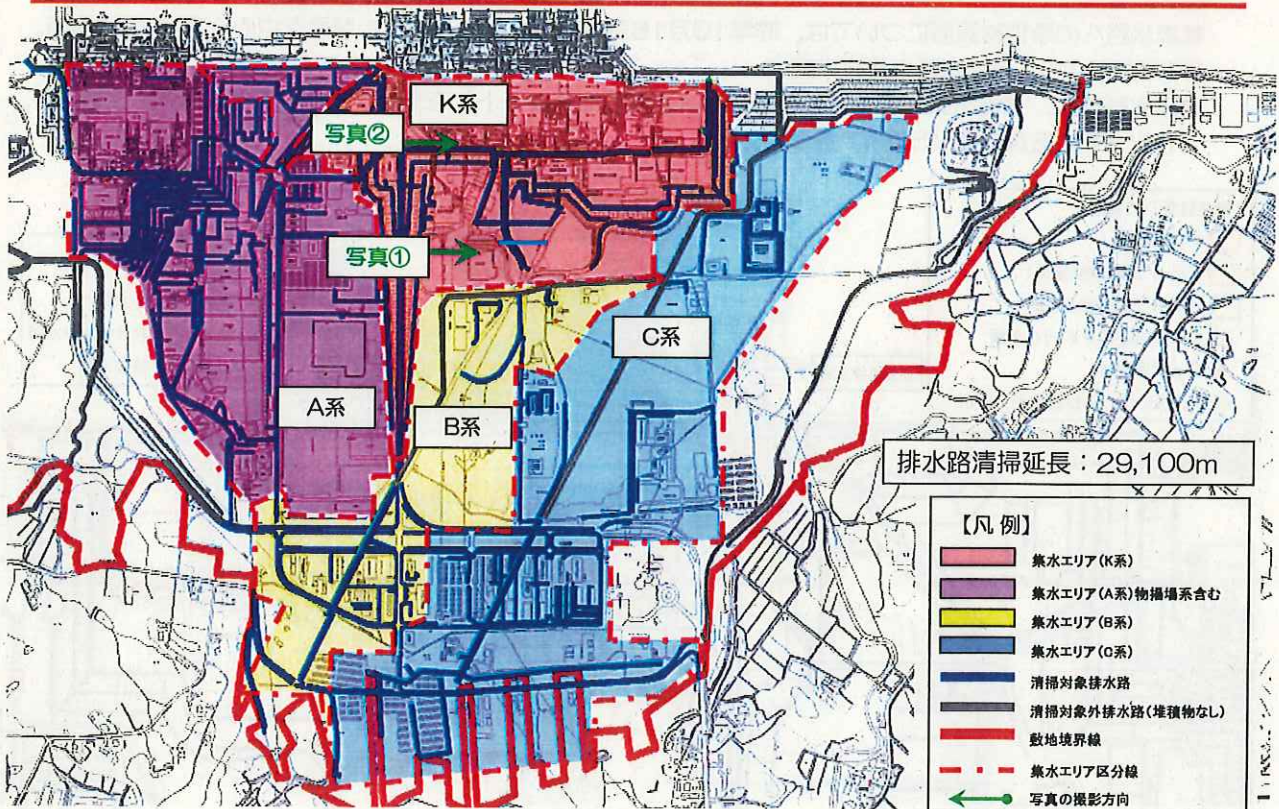 K系
写真②
写真①
C系
A系
B系
排水路清掃延長：29,100m
【凡 例】
集水エリア(K系)
集水エリア(A系)物揚場系含む
集水エリア(B系)
集水エリア(C系)
清掃対象排水路
清掃対象外排水路(堆積物なし)
敷地境界線
集水エリア区分線
写真の撮影方向